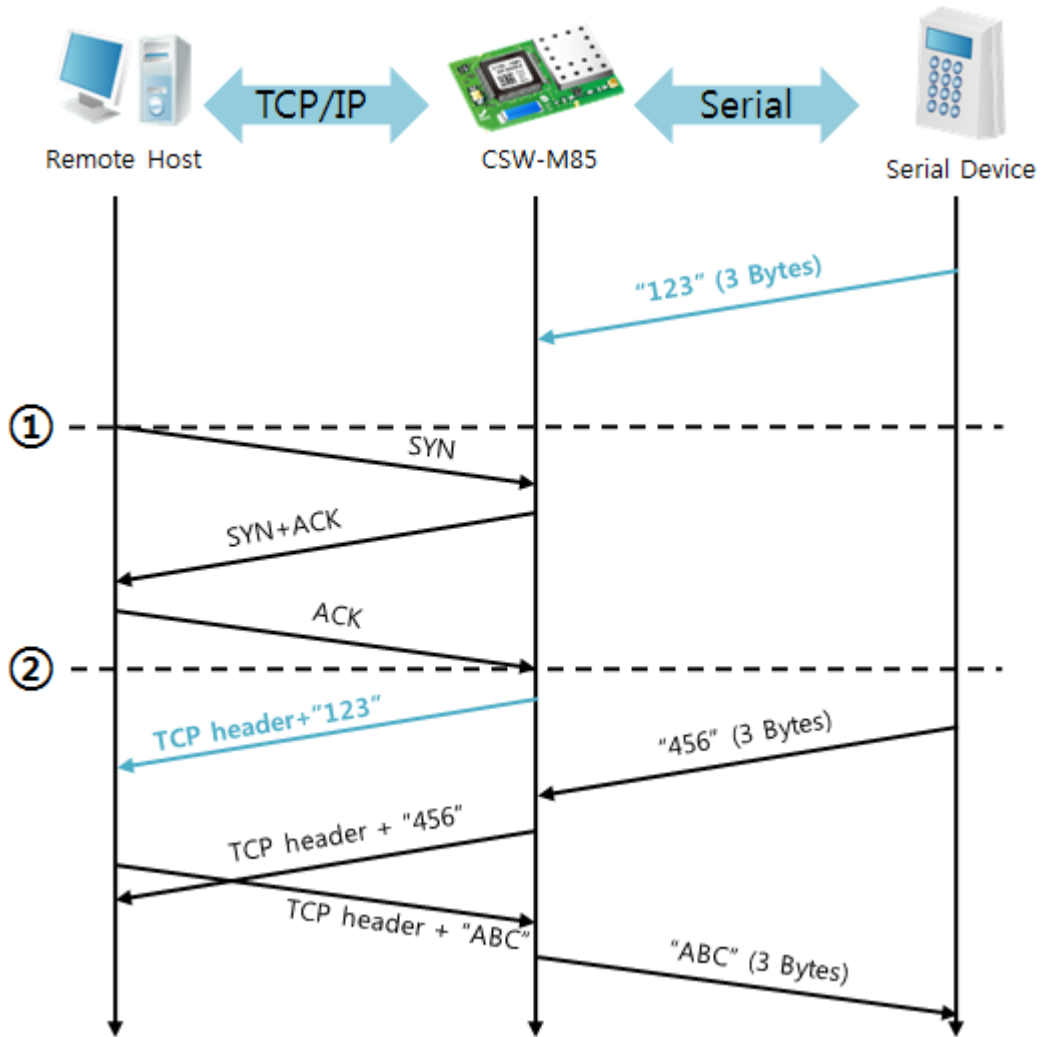 TCP/IP
Serial
Remote Host
CSW-M85
Serial Device
“123” (3 Bytes)
①
SYN
SYN+ACK
ACK
②
TCP header+“123”
“456” (3 Bytes)
TCP header + “456”
TCP header + “ABC”
“ABC” (3 Bytes)